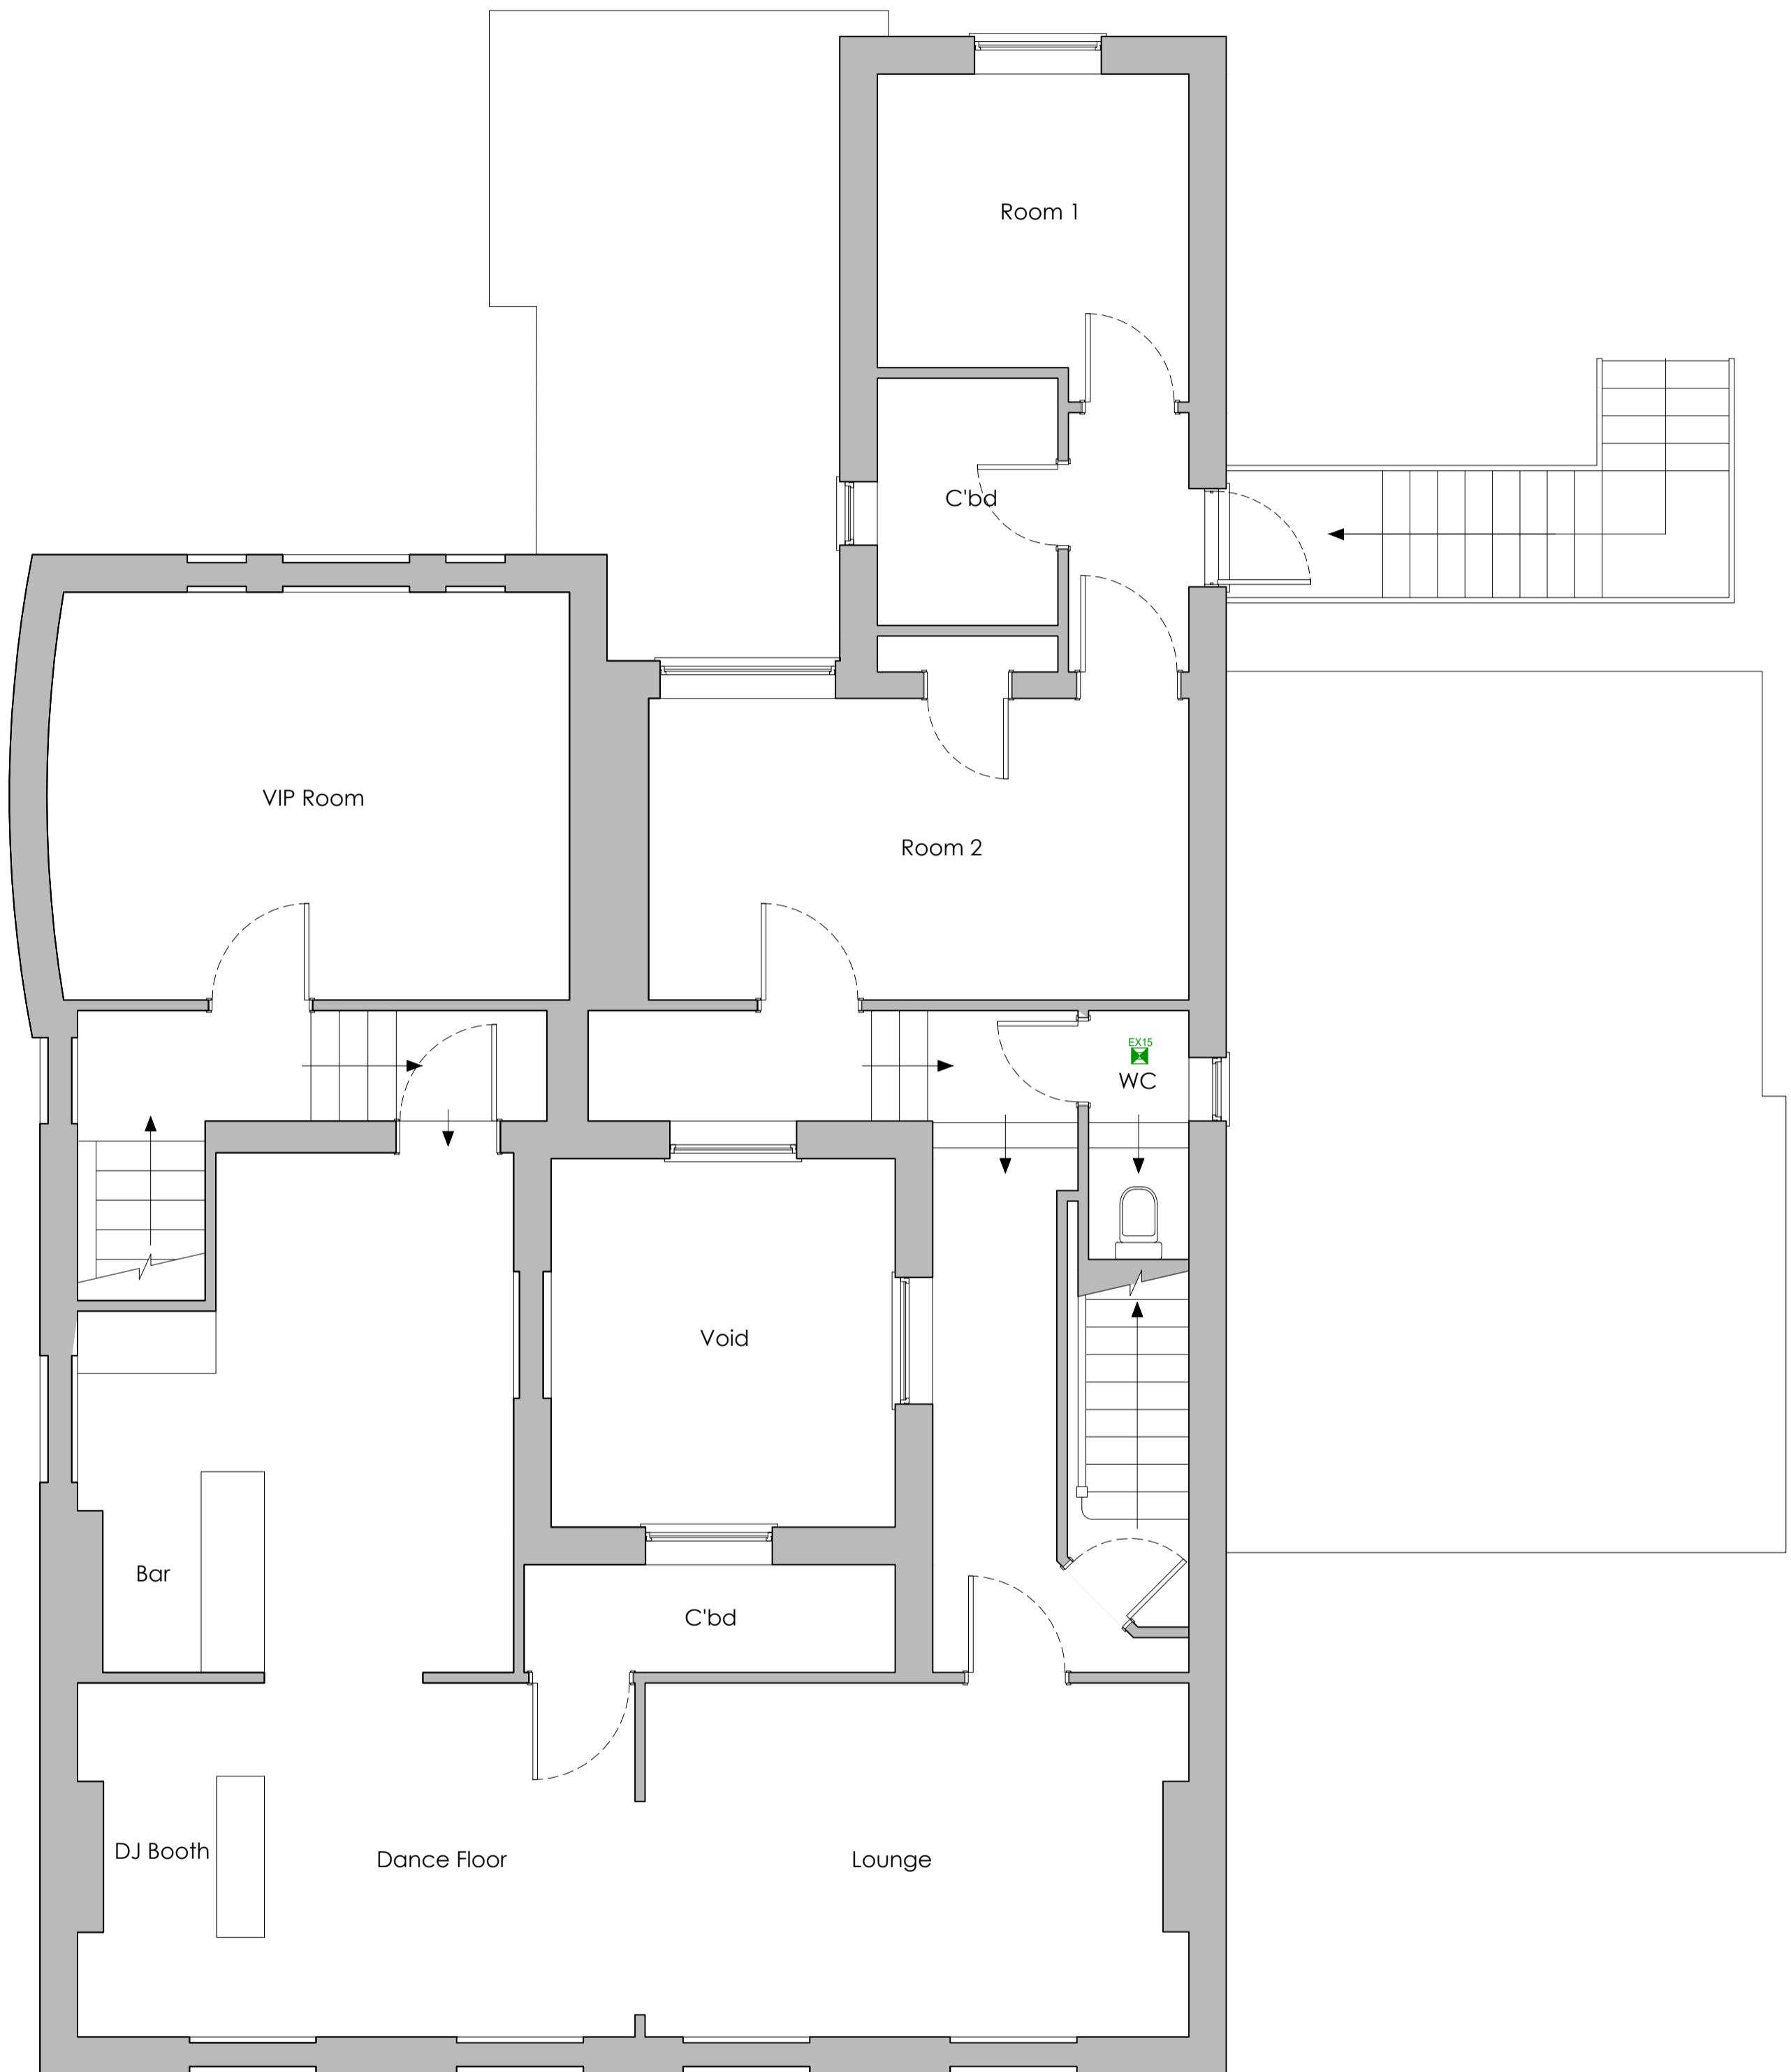 Room 1
C'bd
VIP Room
Room 2
EX15
WC
Void
Bar
C'bd
DJ Booth
Dance Floor
Lounge